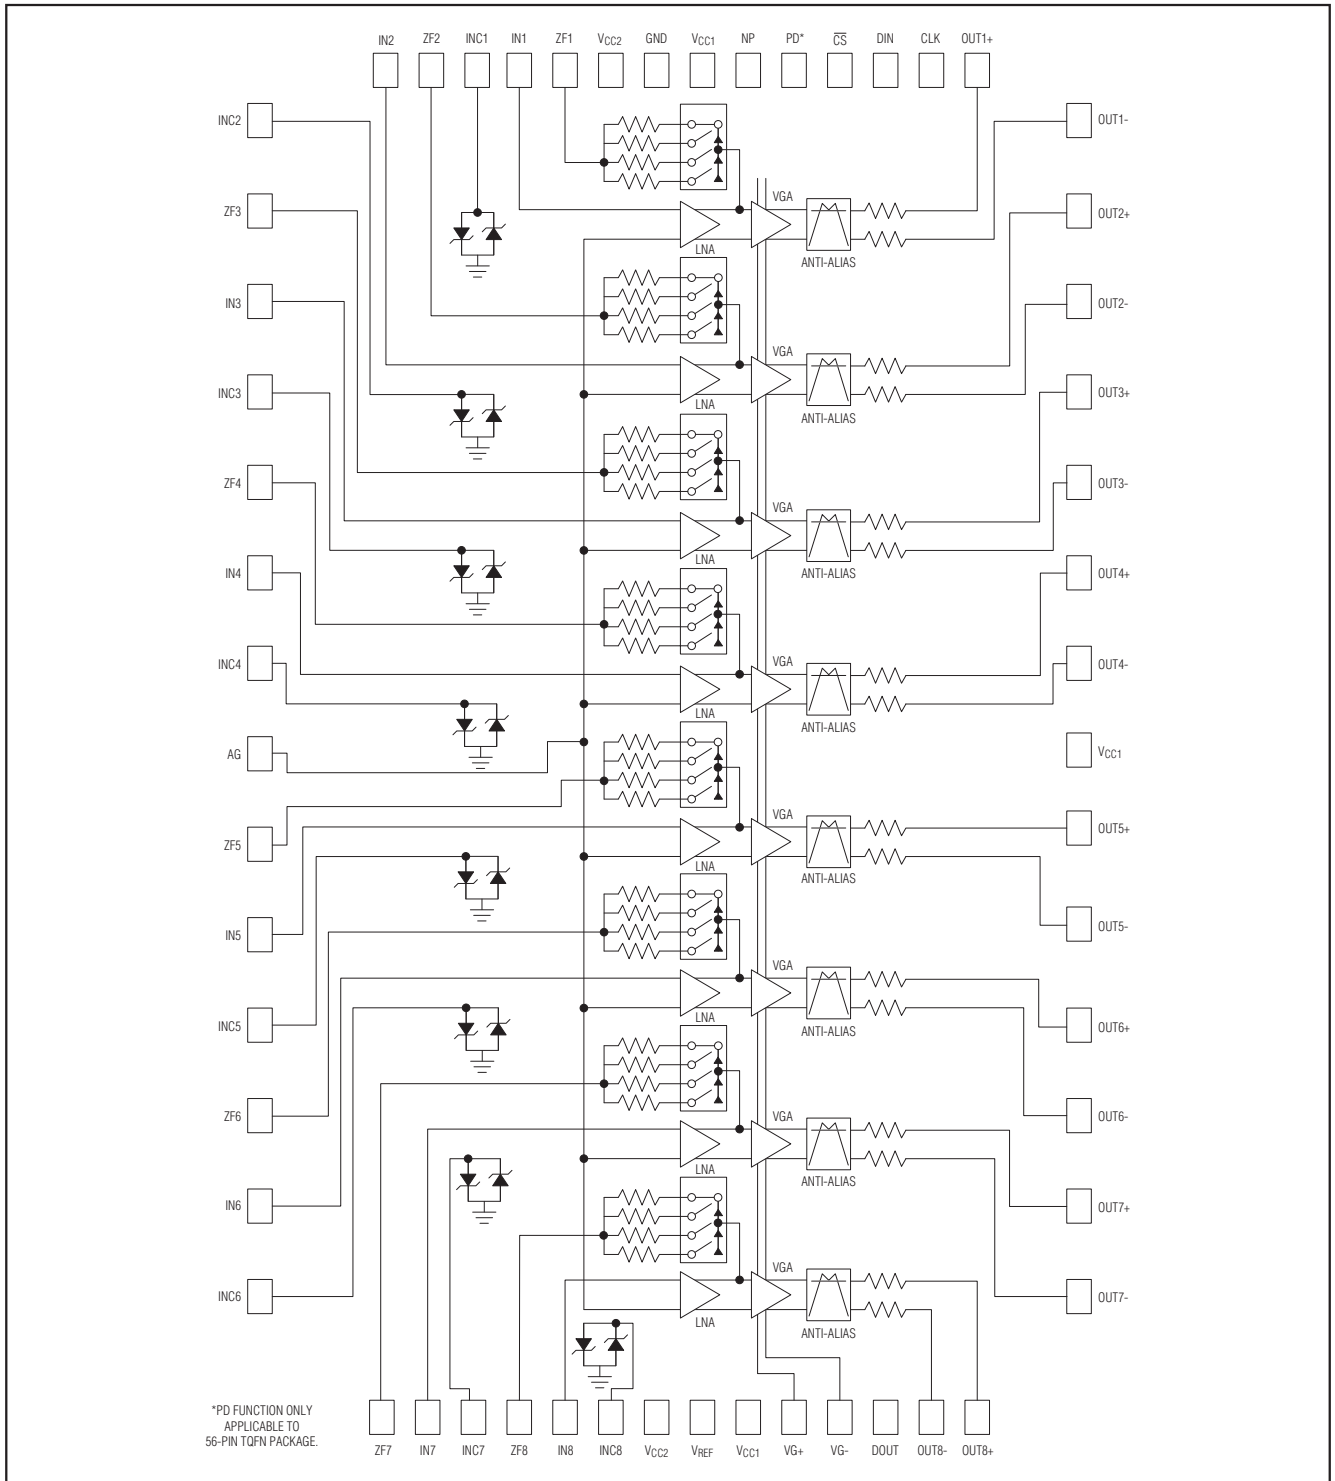 IN2 ZF2 INC1 IN1 ZF1 VCC2 GND VCC1 NP PD* CS DIN CLK OUT1+
INC2
OUT1-
VGA
ZF3
OUT2+
LNA
ANTI-ALIAS
IN3
OUT2-
VGA
INC3
OUT3+
LNA
ANTI-ALIAS
ZF4
OUT3-
VGA
LNA
ANTI-ALIAS
IN4
OUT4+
INC4
VGA
OUT4-
LNA
ANTI-ALIAS
AG
VCC1
VGA
OUT5+
ZF5
LNA
ANTI-ALIAS
IN5
OUT5-
VGA
LNA
ANTI-ALIAS
INC5
OUT6+
ZF6
VGA
OUT6-
LNA
ANTI-ALIAS
IN6
OUT7+
VGA
INC6
OUT7-
LNA
ANTI-ALIAS
*PD FUNCTION ONLY
APPLICABLE TO
56-PIN TQFN PACKAGE.
ZF7 IN7 INC7 ZF8 IN8 INC8 VCC2 VREF VCC1 VG+ VG- DOUT OUT8- OUT8+